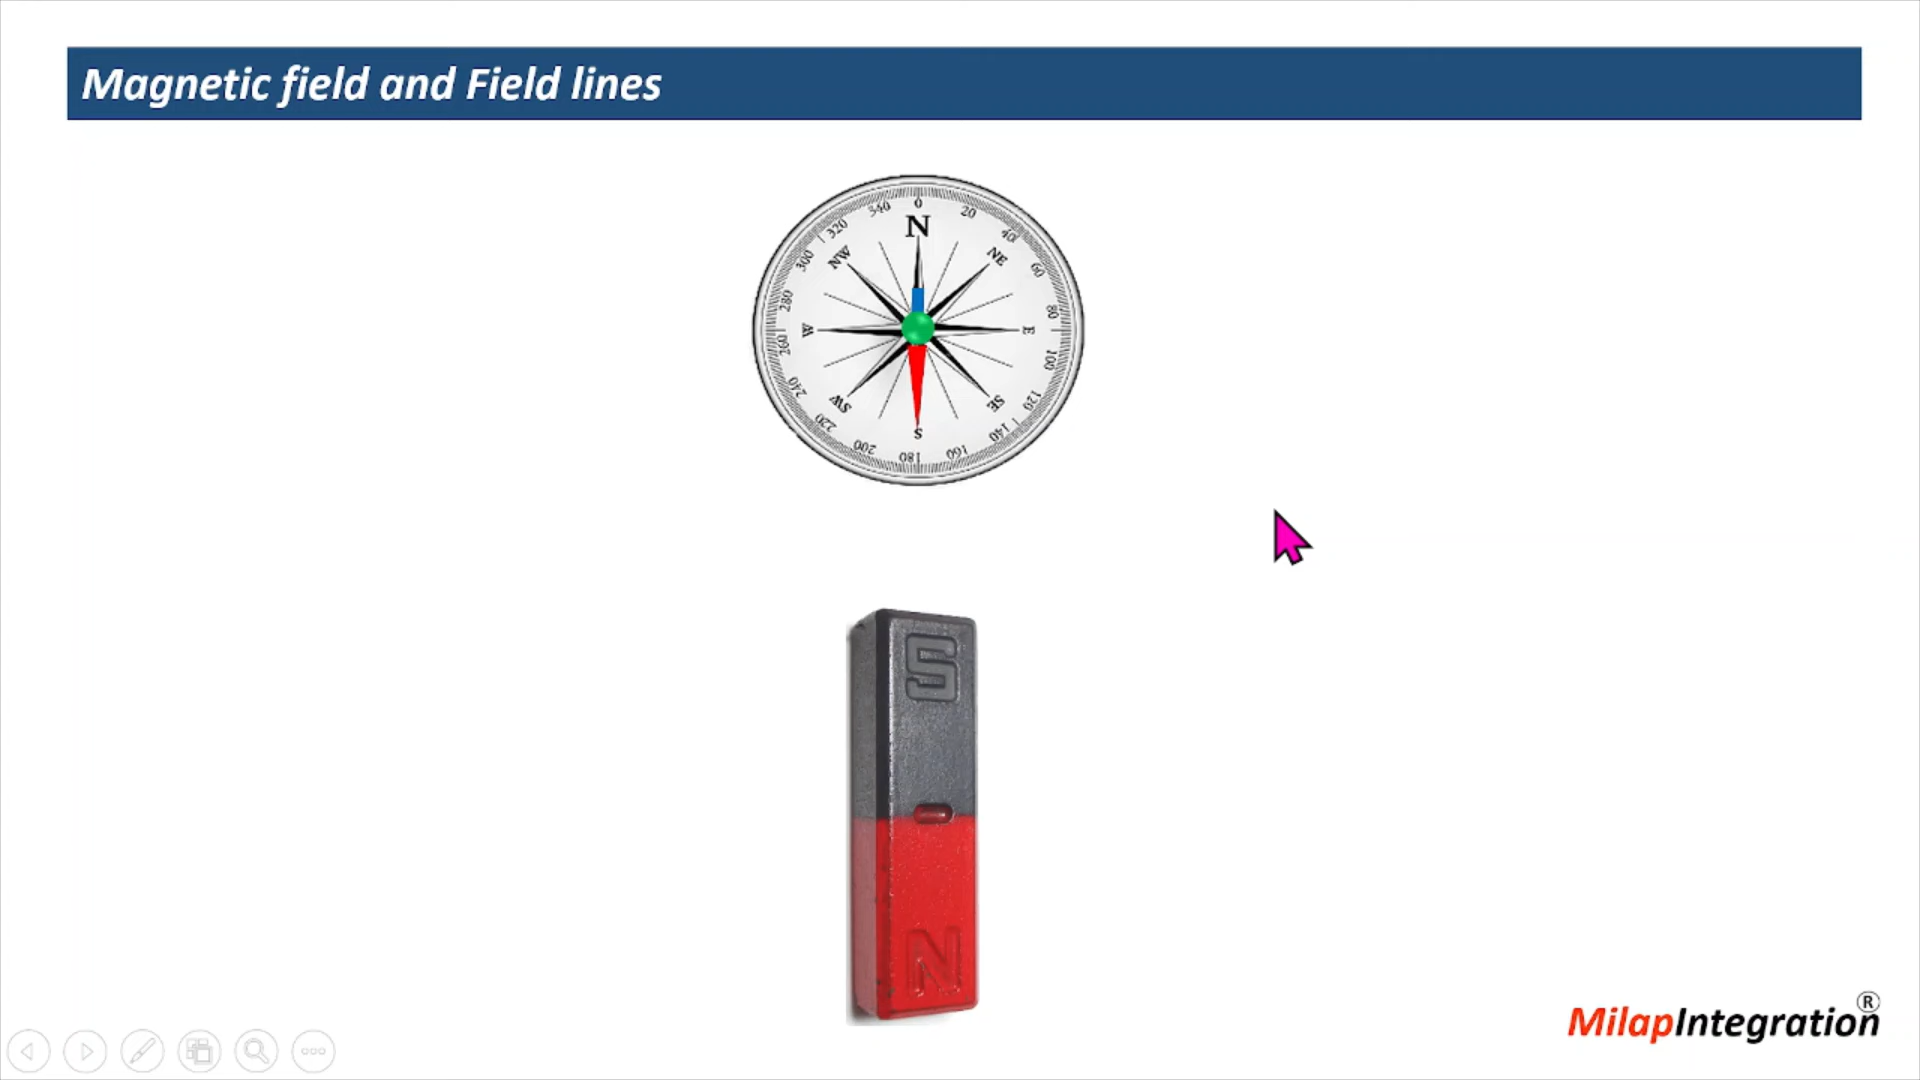 Magnetic field and Field lines
0
20
40
60
80
100
120
140
160
180
200
220
240
260
280
300
320
340
N
NE
E
SE
S
SW
W
NW
S
N
MilapIntegration®